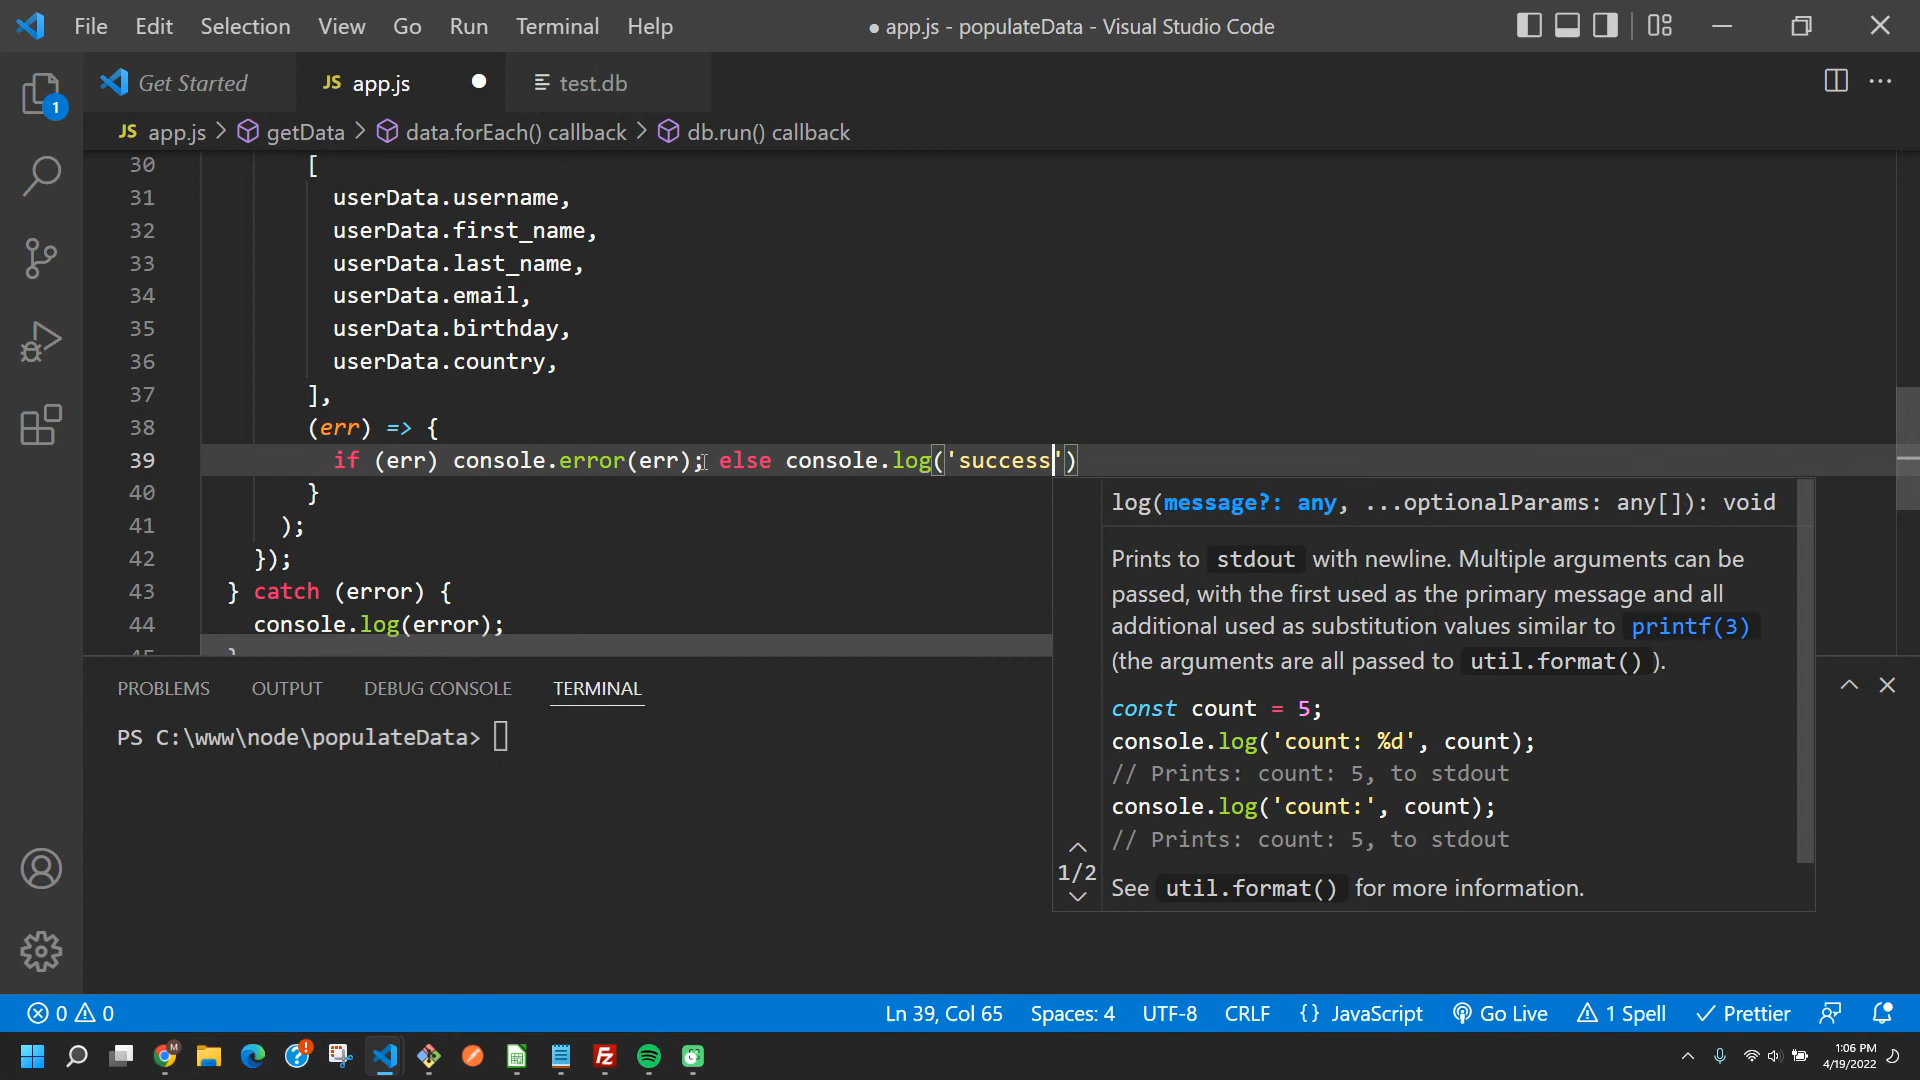 File Edit Selection View Go Run Terminal Help ● app.js - populateData - Visual Studio Code
Get Started JS app.js test.db
JS app.js > getData > data.forEach() callback > db.run() callback
30 [
31 userData.username,
32 userData.first_name,
33 userData.last_name,
34 userData.email,
35 userData.birthday,
36 userData.country,
37 ],
38 (err) => {
39 if (err) console.error(err); else console.log('success')
40 }
41 );
42 });
43 } catch (error) {
44 console.log(error);
45 }
log(message?: any, ...optionalParams: any[]): void
Prints to stdout with newline. Multiple arguments can be
passed, with the first used as the primary message and all
additional used as substitution values similar to printf(3)
(the arguments are all passed to util.format() ).
const count = 5;
console.log('count: %d', count);
// Prints: count: 5, to stdout
console.log('count:', count);
// Prints: count: 5, to stdout
1/2
See util.format() for more information.
1
PROBLEMS OUTPUT DEBUG CONSOLE TERMINAL
PS C:\www\node\populateData>
0 0 Ln 39, Col 65 Spaces: 4 UTF-8 CRLF {} JavaScript Go Live 1 Spell Prettier
1:06 PM
4/19/2022